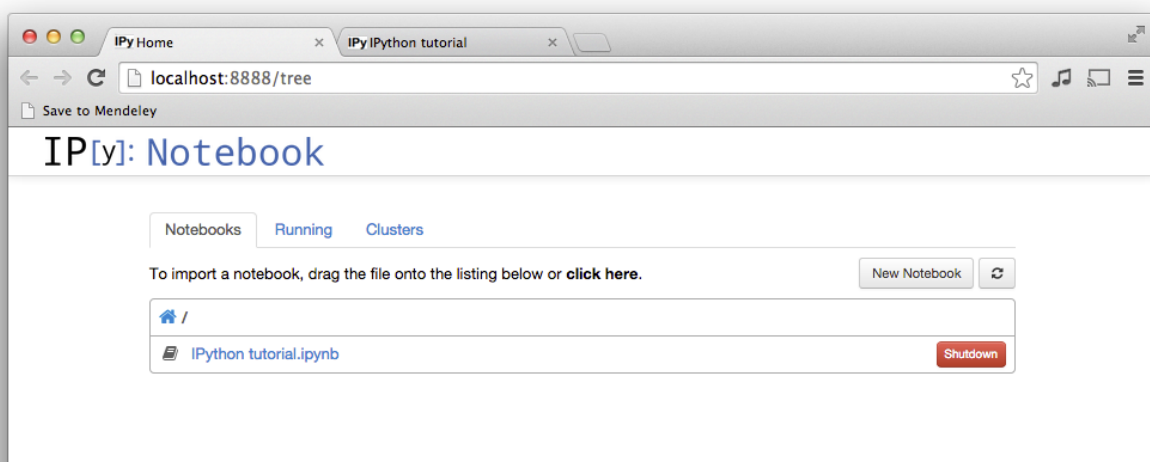 IPy Home × IPy IPython tutorial ×
localhost:8888/tree
Save to Mendeley
IP[y]: Notebook
Notebooks Running Clusters
To import a notebook, drag the file onto the listing below or click here. New Notebook
/
IPython tutorial.ipynb Shutdown